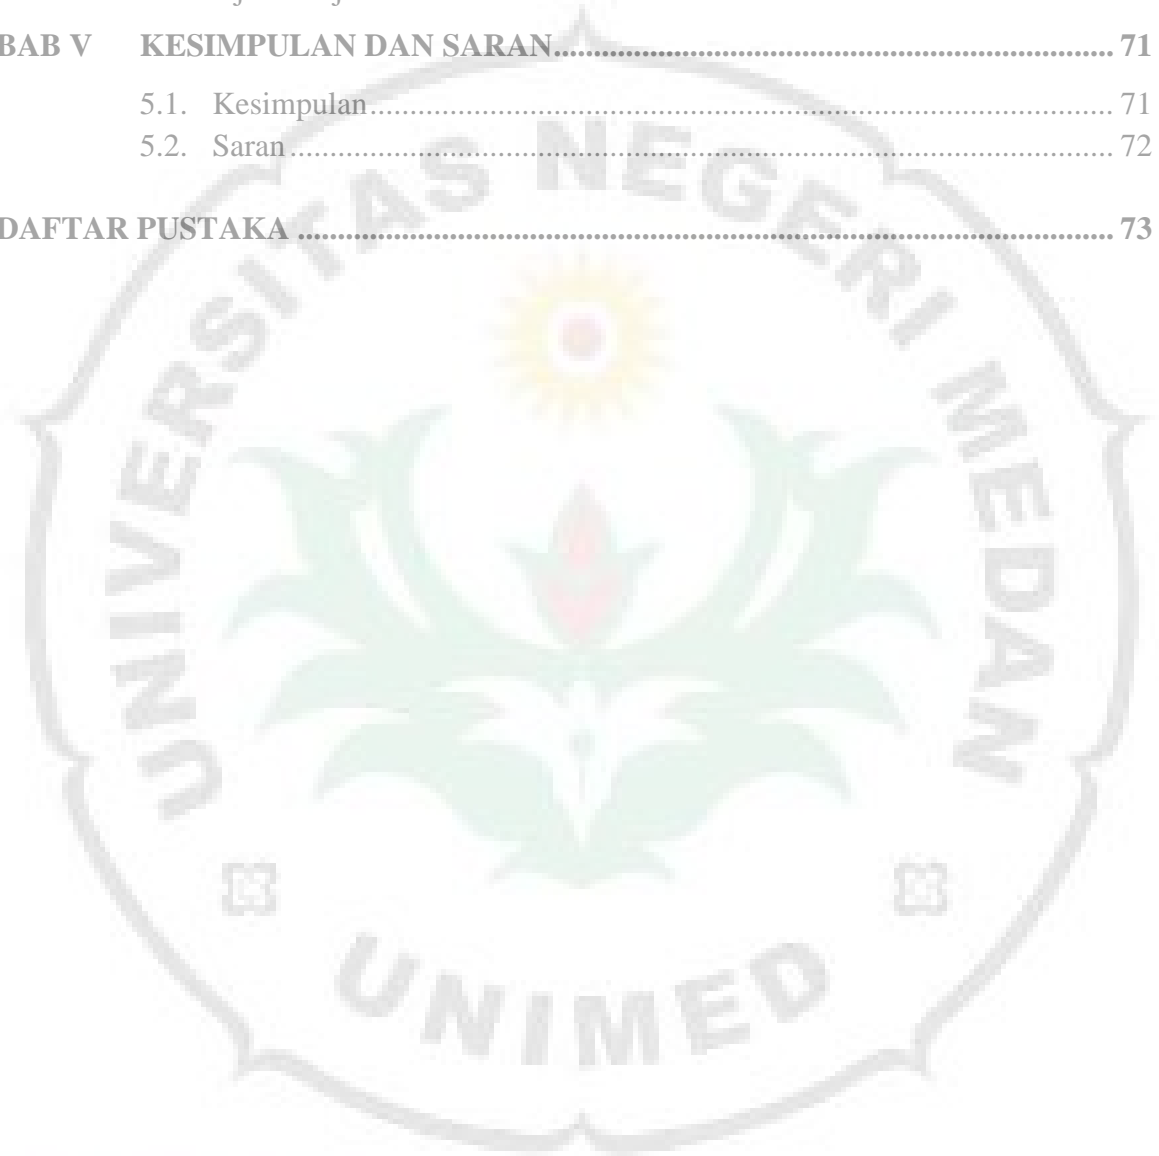 BAB V KESIMPULAN DAN SARAN.................................................................... 71
5.1. Kesimpulan............................................................................................ 71
5.2. Saran...................................................................................................... 72
DAFTAR PUSTAKA .................................................................................................... 73
UNIVERSITAS NEGERI MEDAN
UNIMED